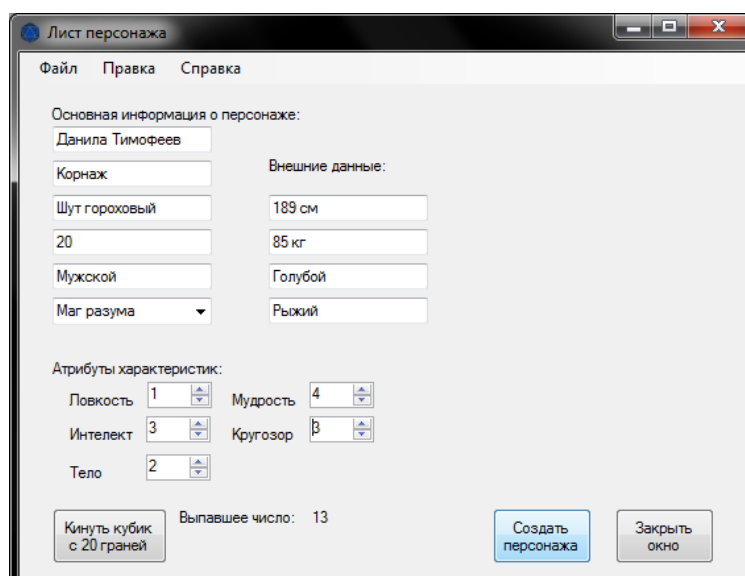 Лист персонажа
Файл Правка Справка
Основная информация о персонаже:
Данила Тимофеев
Корнаж
Внешние данные:
Шут гороховый 189 см
20 85 кг
Мужской Голубой
Маг разума Рыжий
Атрибуты характеристик:
Ловкость 1 Мудрость 4
Интелект 3 Кругозор 3
Тело 2
Кинуть кубик
с 20 граней
Выпавшее число: 13
Создать
персонажа
Закрыть
окно